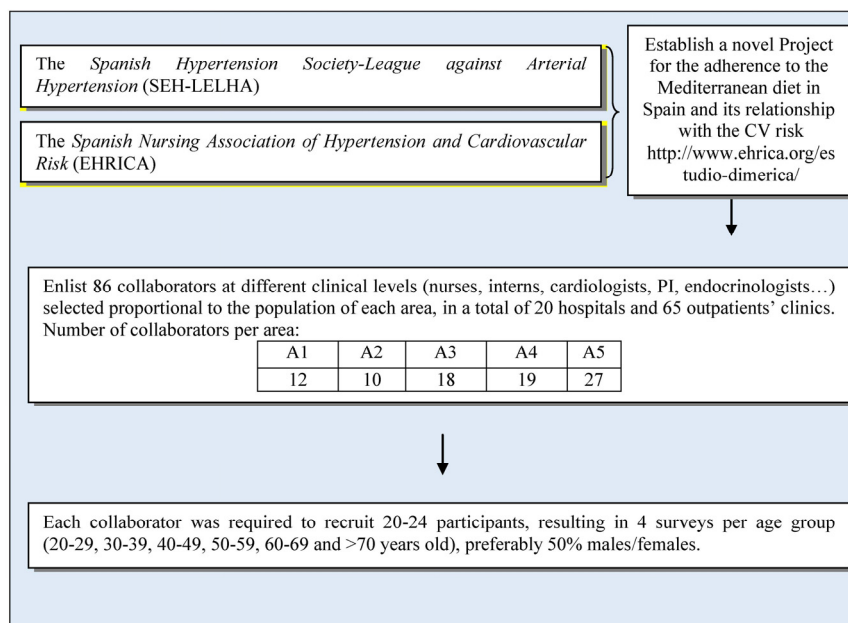 The Spanish Hypertension Society-League against Arterial
Hypertension (SEH-LELHA)
The Spanish Nursing Association of Hypertension and Cardiovascular
Risk (EHRICA)
Establish a novel Project
for the adherence to the
Mediterranean diet in
Spain and its relationship
with the CV risk
http://www.ehrica.org/es
tudio-dimerica/
Enlist 86 collaborators at different clinical levels (nurses, interns, cardiologists, PI, endocrinologists…)
selected proportional to the population of each area, in a total of 20 hospitals and 65 outpatients’ clinics.
Number of collaborators per area:
A1 A2 A3 A4 A5
12 10 18 19 27
Each collaborator was required to recruit 20-24 participants, resulting in 4 surveys per age group
(20-29, 30-39, 40-49, 50-59, 60-69 and >70 years old), preferably 50% males/females.